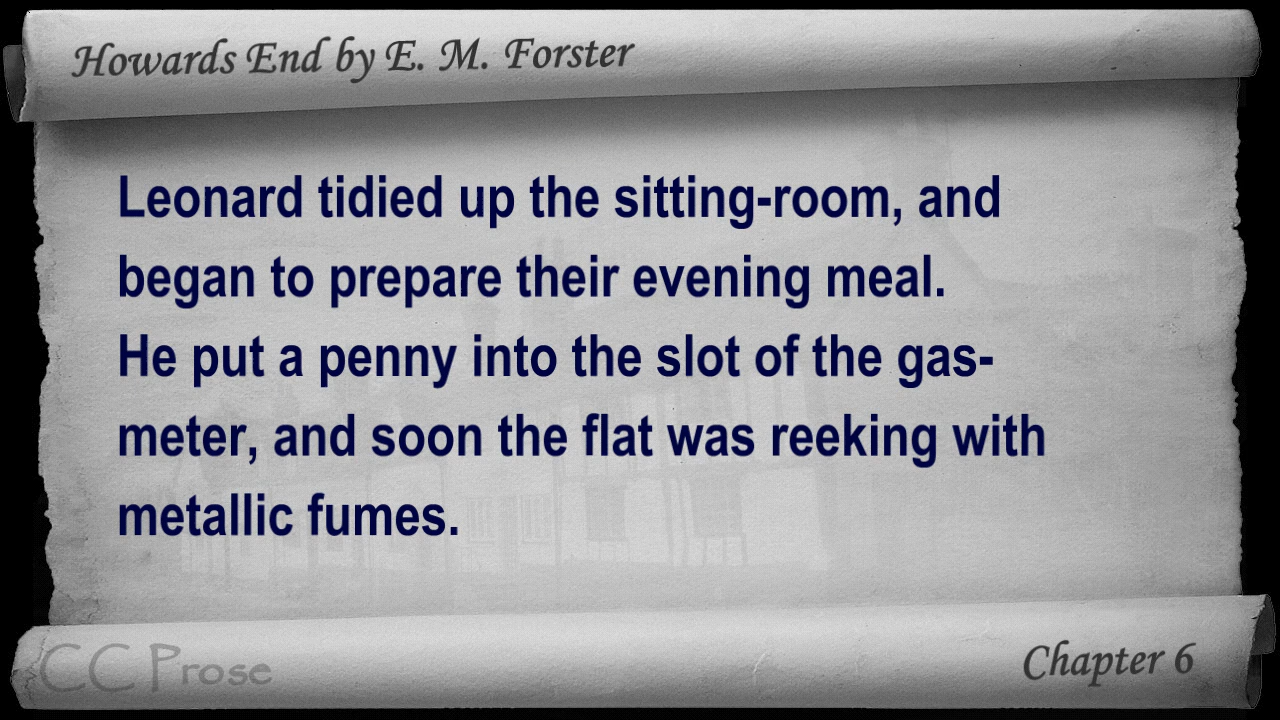 Howards End by E. M. Forster
Leonard tidied up the sitting-room, and
began to prepare their evening meal.
He put a penny into the slot of the gas-
meter, and soon the flat was reeking with
metallic fumes.
CC Prose
Chapter 6